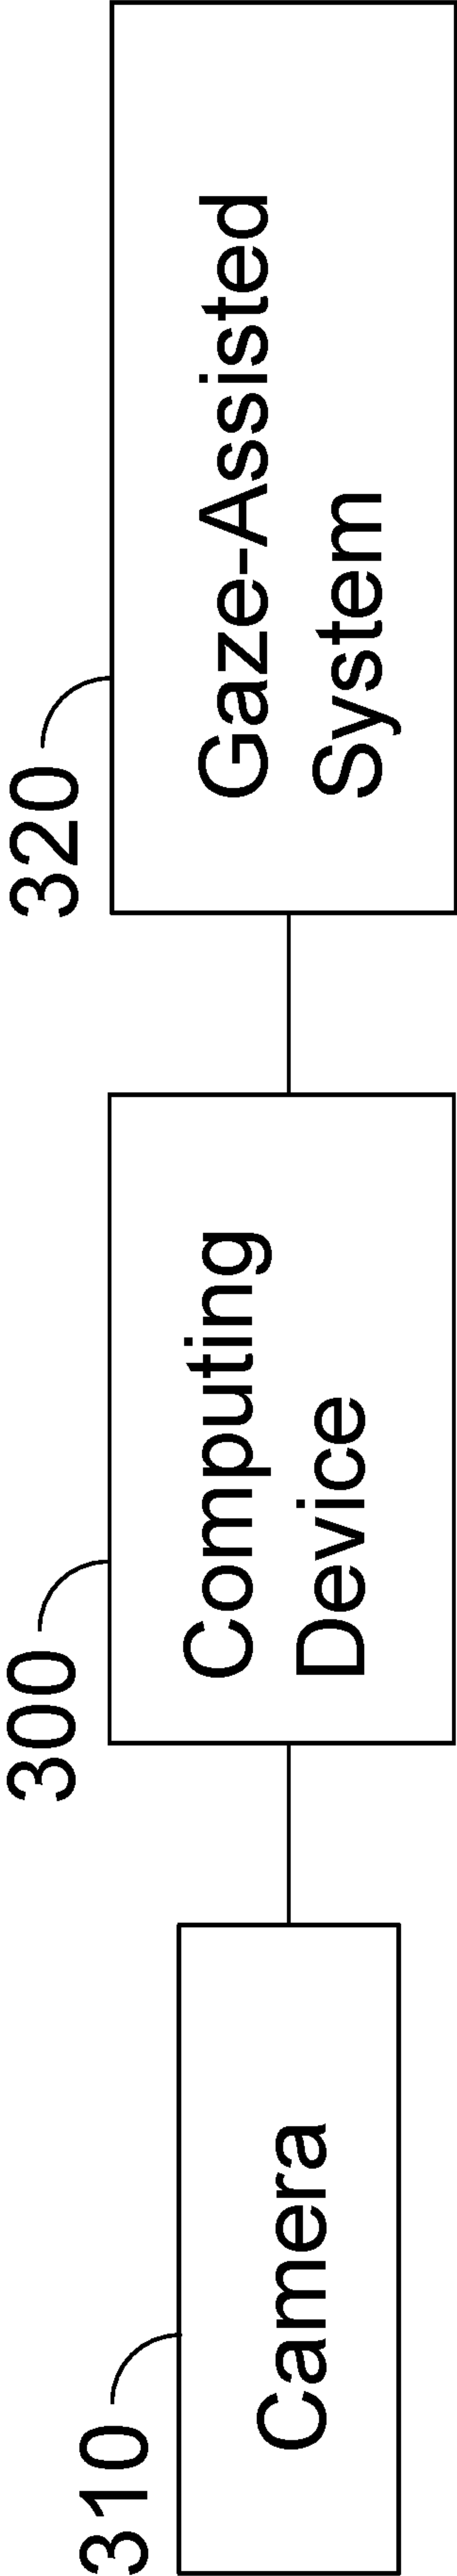 310
Camera
300
Computing
Device
320
Gaze-Assisted
System